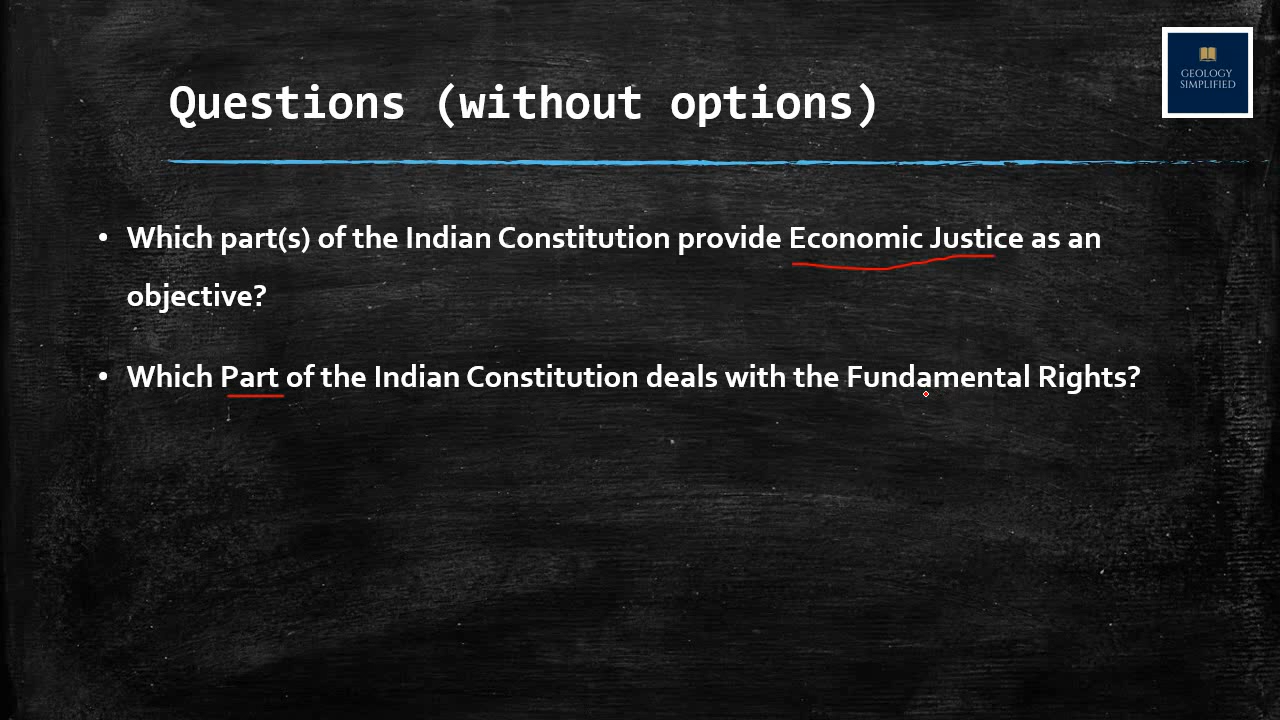 GEOLOGY
SIMPLIFIED
Questions (without options)
• Which part(s) of the Indian Constitution provide Economic Justice as an
objective?
• Which Part of the Indian Constitution deals with the Fundamental Rights?